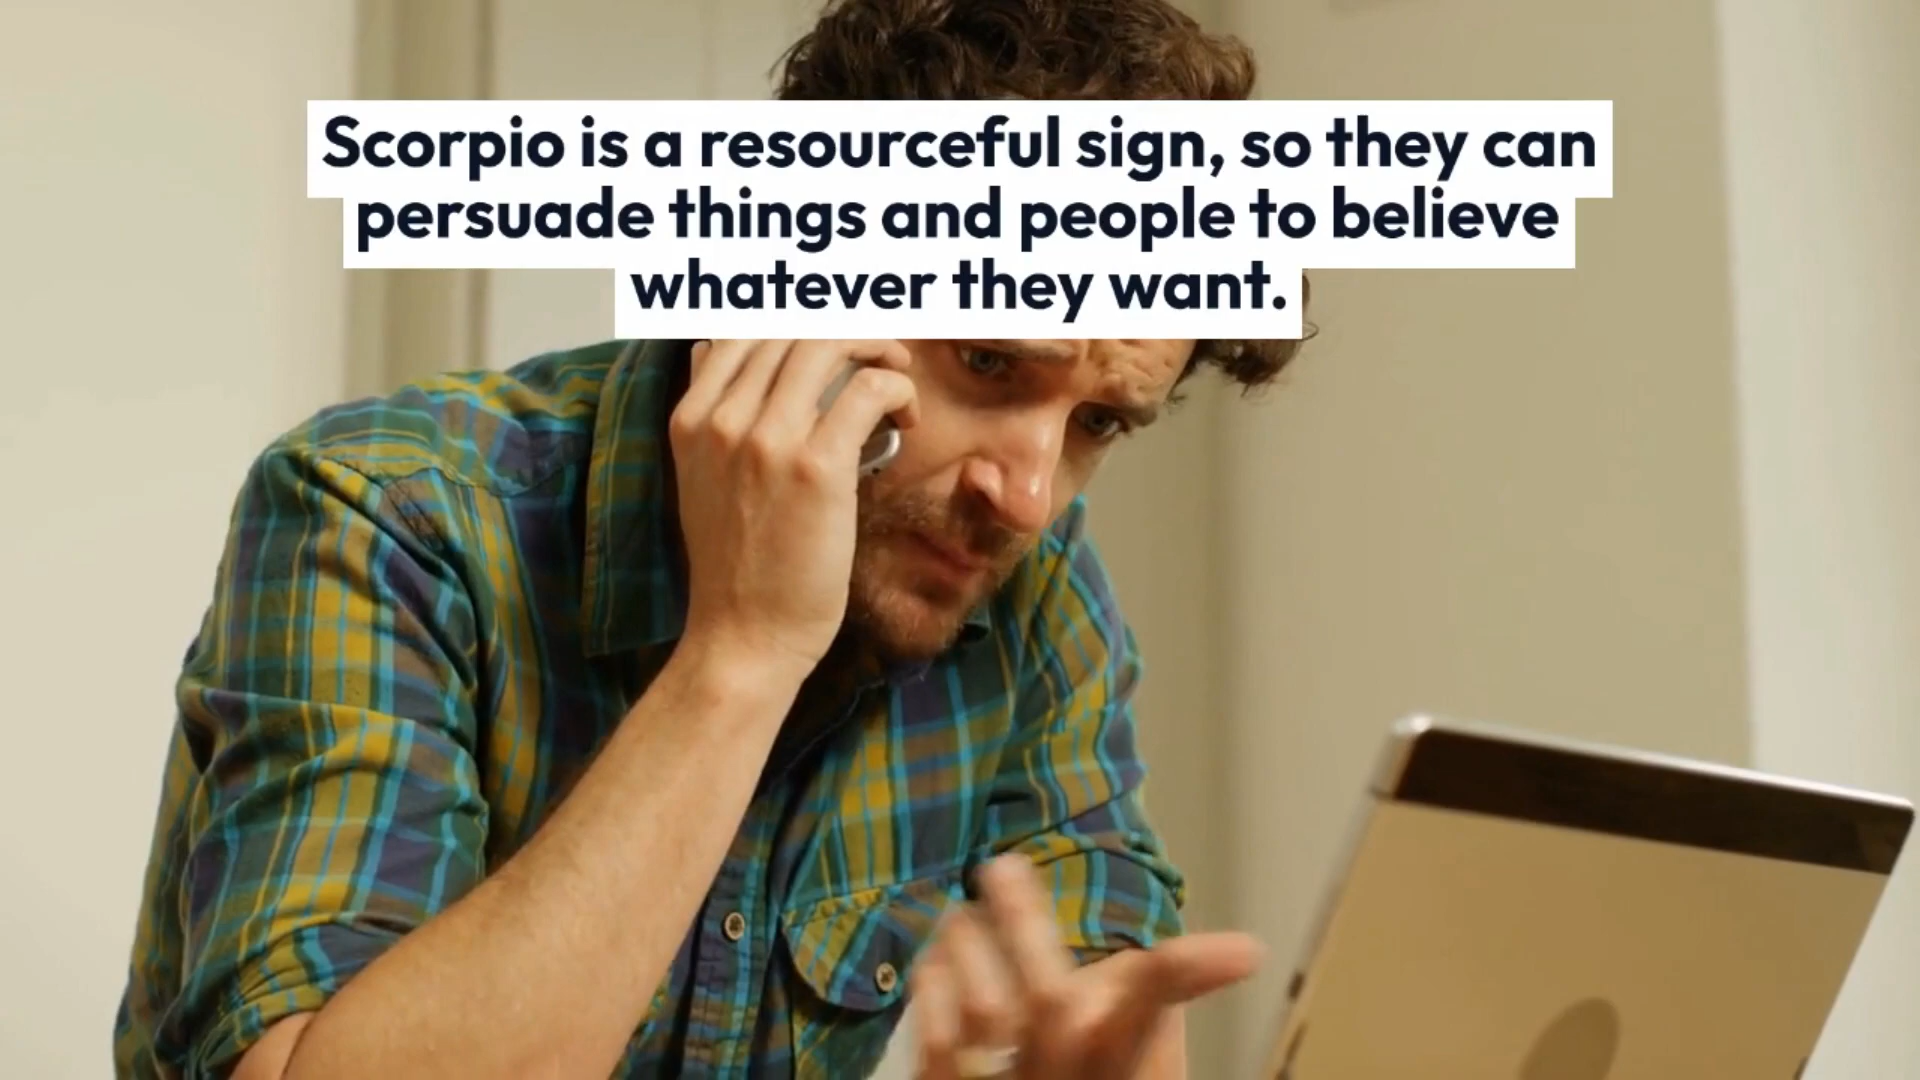 Scorpio is a resourceful sign, so they can
persuade things and people to believe
whatever they want.